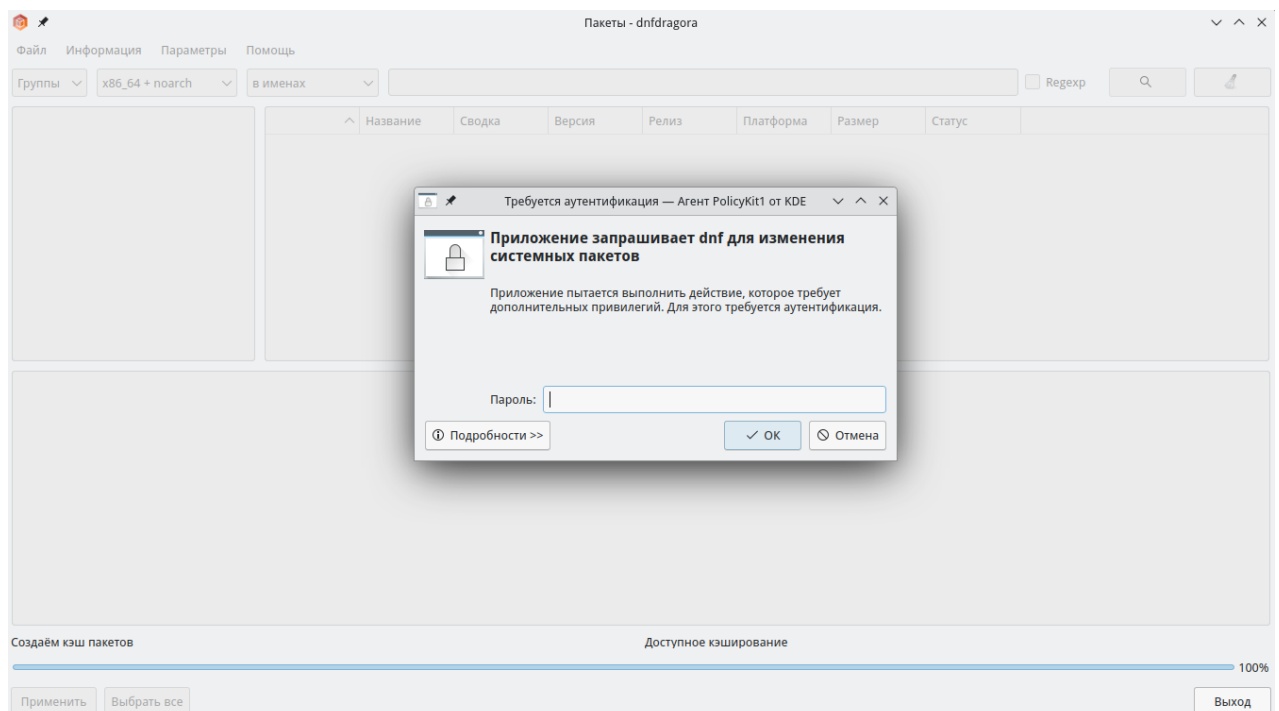 Пакеты - dnfdragora
Файл Информация Параметры Помощь
Группы x86_64 + noarch в именах Regexp
Название Сводка Версия Релиз Платформа Размер Статус
Требуется аутентификация — Агент PolicyKit1 от KDE
Приложение запрашивает dnf для изменения
системных пакетов
Приложение пытается выполнить действие, которое требует
дополнительных привилегий. Для этого требуется аутентификация.
Пароль:
Подробности >> ОК Отмена
Создаём кэш пакетов Доступное кэширование
100%
Применить Выбрать все Выход